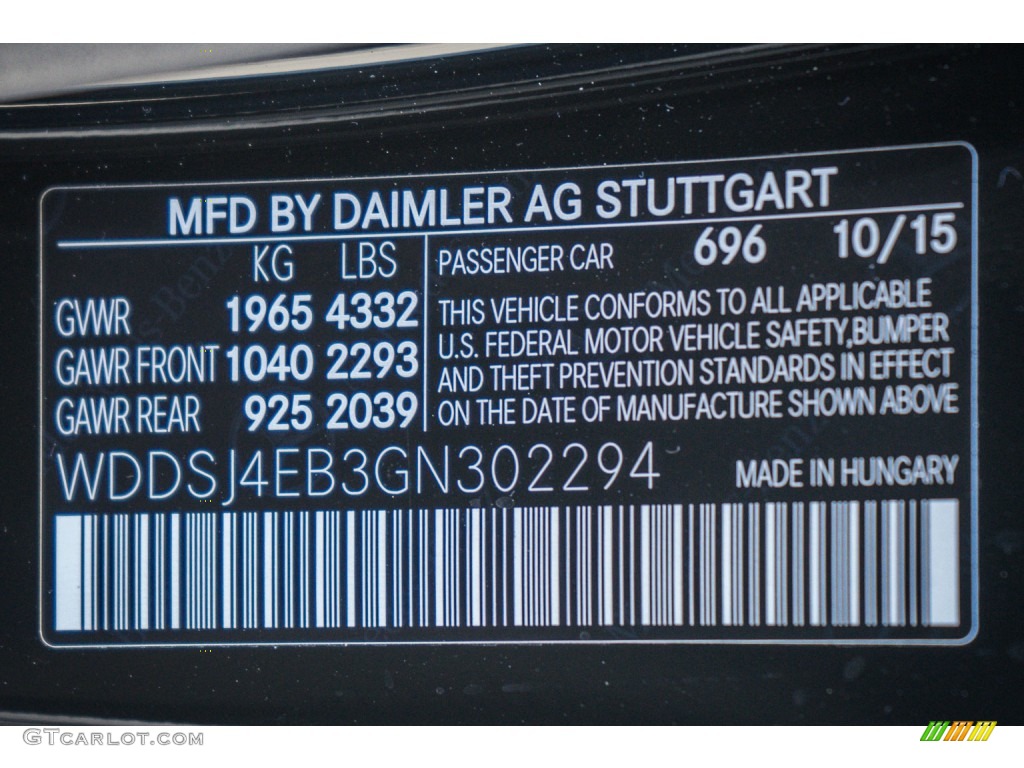 MFD BY DAIMLER AG STUTTGART
KG LBS
GVWR 1965 4332
GAWR FRONT 1040 2293
GAWR REAR 925 2039
PASSENGER CAR 696 10/15
THIS VEHICLE CONFORMS TO ALL APPLICABLE
U.S. FEDERAL MOTOR VEHICLE SAFETY,BUMPER
AND THEFT PREVENTION STANDARDS IN EFFECT
ON THE DATE OF MANUFACTURE SHOWN ABOVE
WDDSJ4EB3GN302294 MADE IN HUNGARY
GTCARLOT.COM